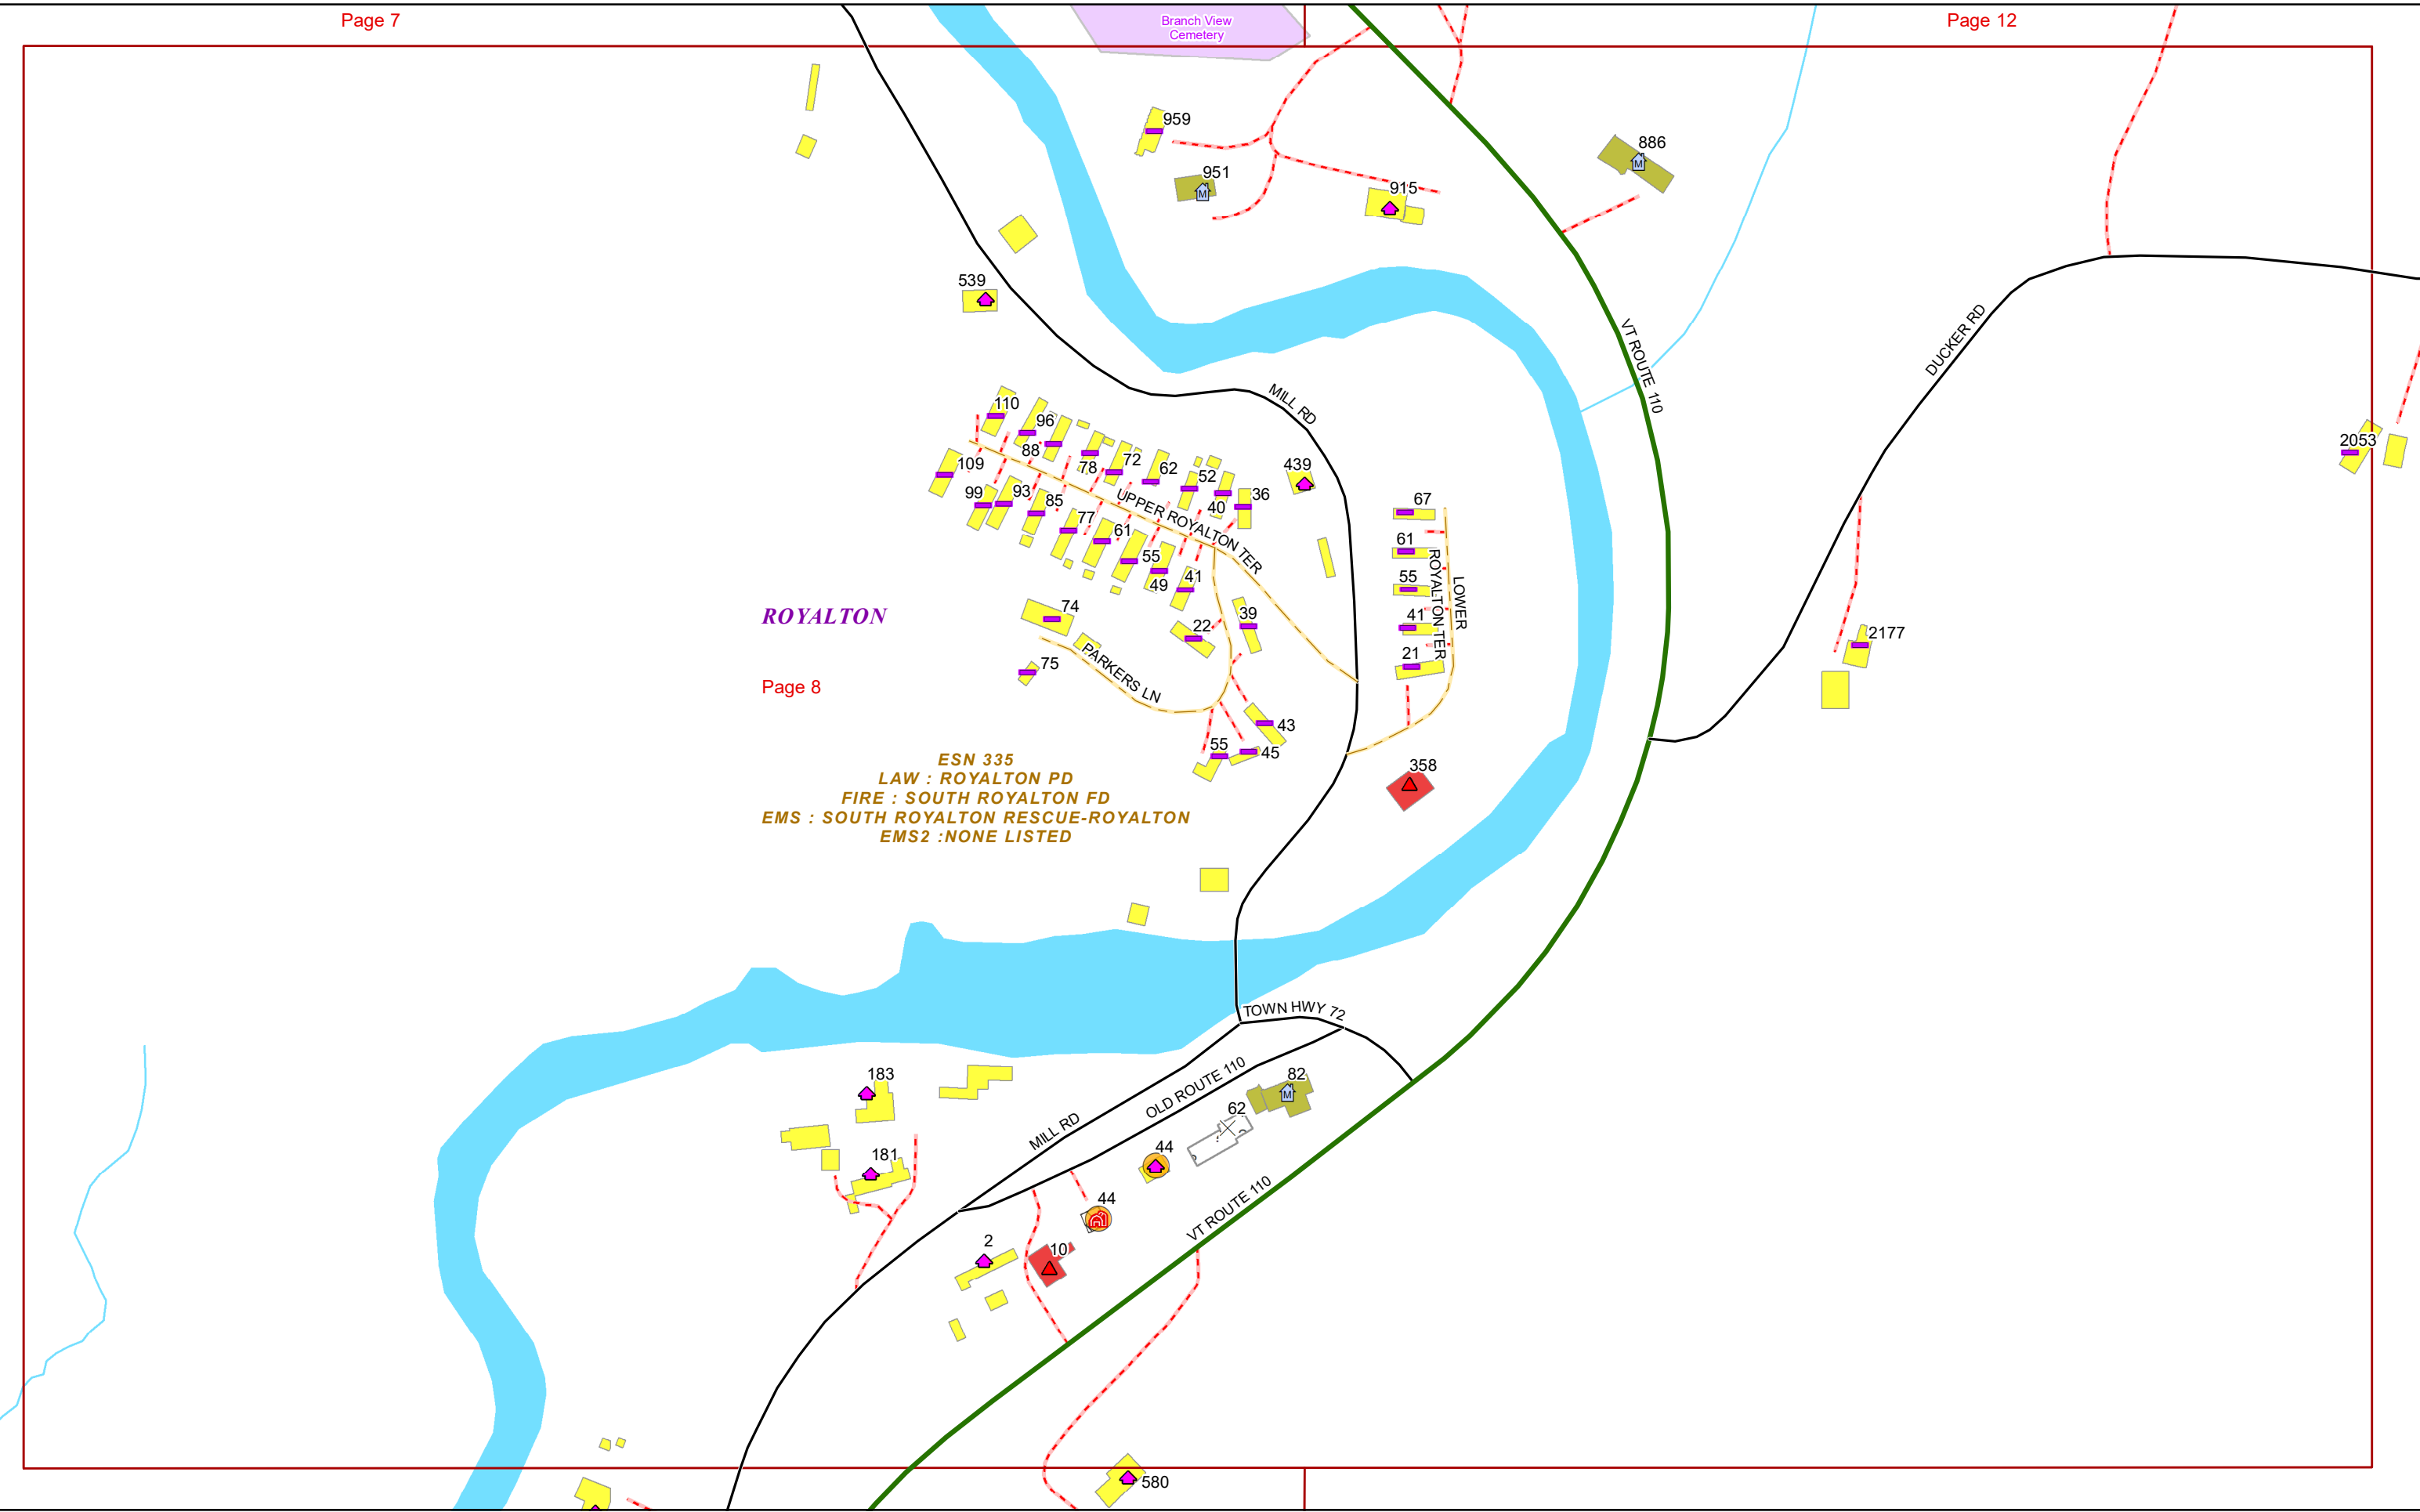 Page 7
Branch View
Cemetery
Page 12
959
951
915
886
539
MILL RD
VT ROUTE 110
DUCKER RD
110
96
88
78
72
62
52
40
36
439
2053
109
99
93
85
77
61
55
49
41
UPPER ROYALTON TER
67
61
55
41
21
LOWER
ROYALTON TER
ROYALTON
74
22
39
2177
75
PARKERS LN
Page 8
43
55
45
358
ESN 335
LAW : ROYALTON PD
FIRE : SOUTH ROYALTON FD
EMS : SOUTH ROYALTON RESCUE-ROYALTON
EMS2 :NONE LISTED
TOWN HWY 72
183
OLD ROUTE 110
82
M
M
M
62
MILL RD
181
44
44
VT ROUTE 110
2
10
580